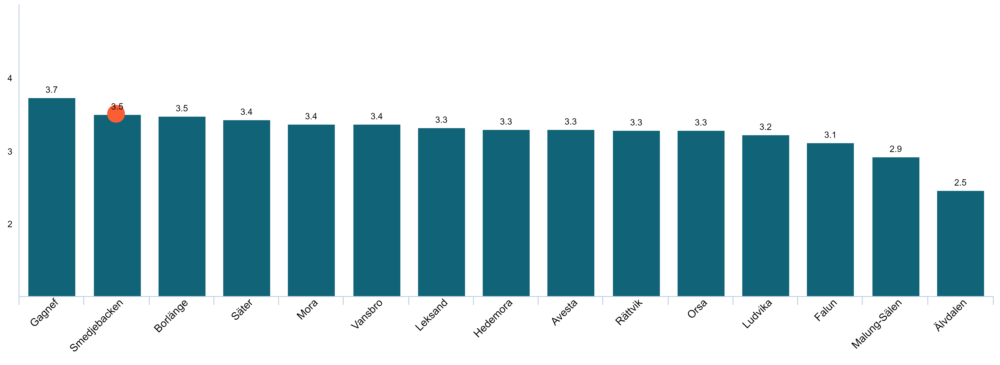 4
3
2
3.7
3.5
3.5
3.4
3.4
3.4
3.3
3.3
3.3
3.3
3.3
3.2
3.1
2.9
2.5
Gagnef
Smedjebacken
Borlänge
Säter
Mora
Vansbro
Leksand
Hedemora
Avesta
Rättvik
Orsa
Ludvika
Falun
Malung-Sälen
Älvdalen